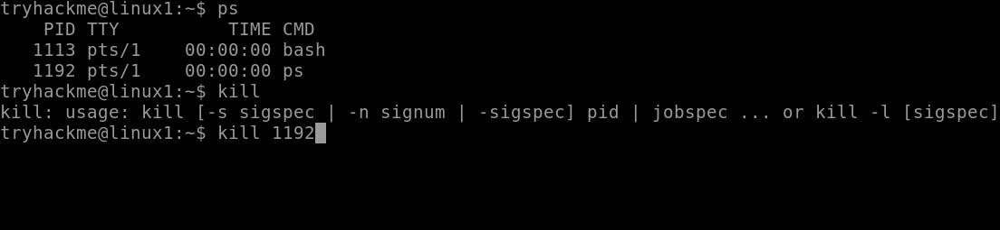 tryhackme@linux1:~$ ps
    PID TTY          TIME CMD
   1113 pts/1    00:00:00 bash
   1192 pts/1    00:00:00 ps
tryhackme@linux1:~$ kill
kill: usage: kill [-s sigspec | -n signum | -sigspec] pid | jobspec ... or kill -l [sigspec]
tryhackme@linux1:~$ kill 1192